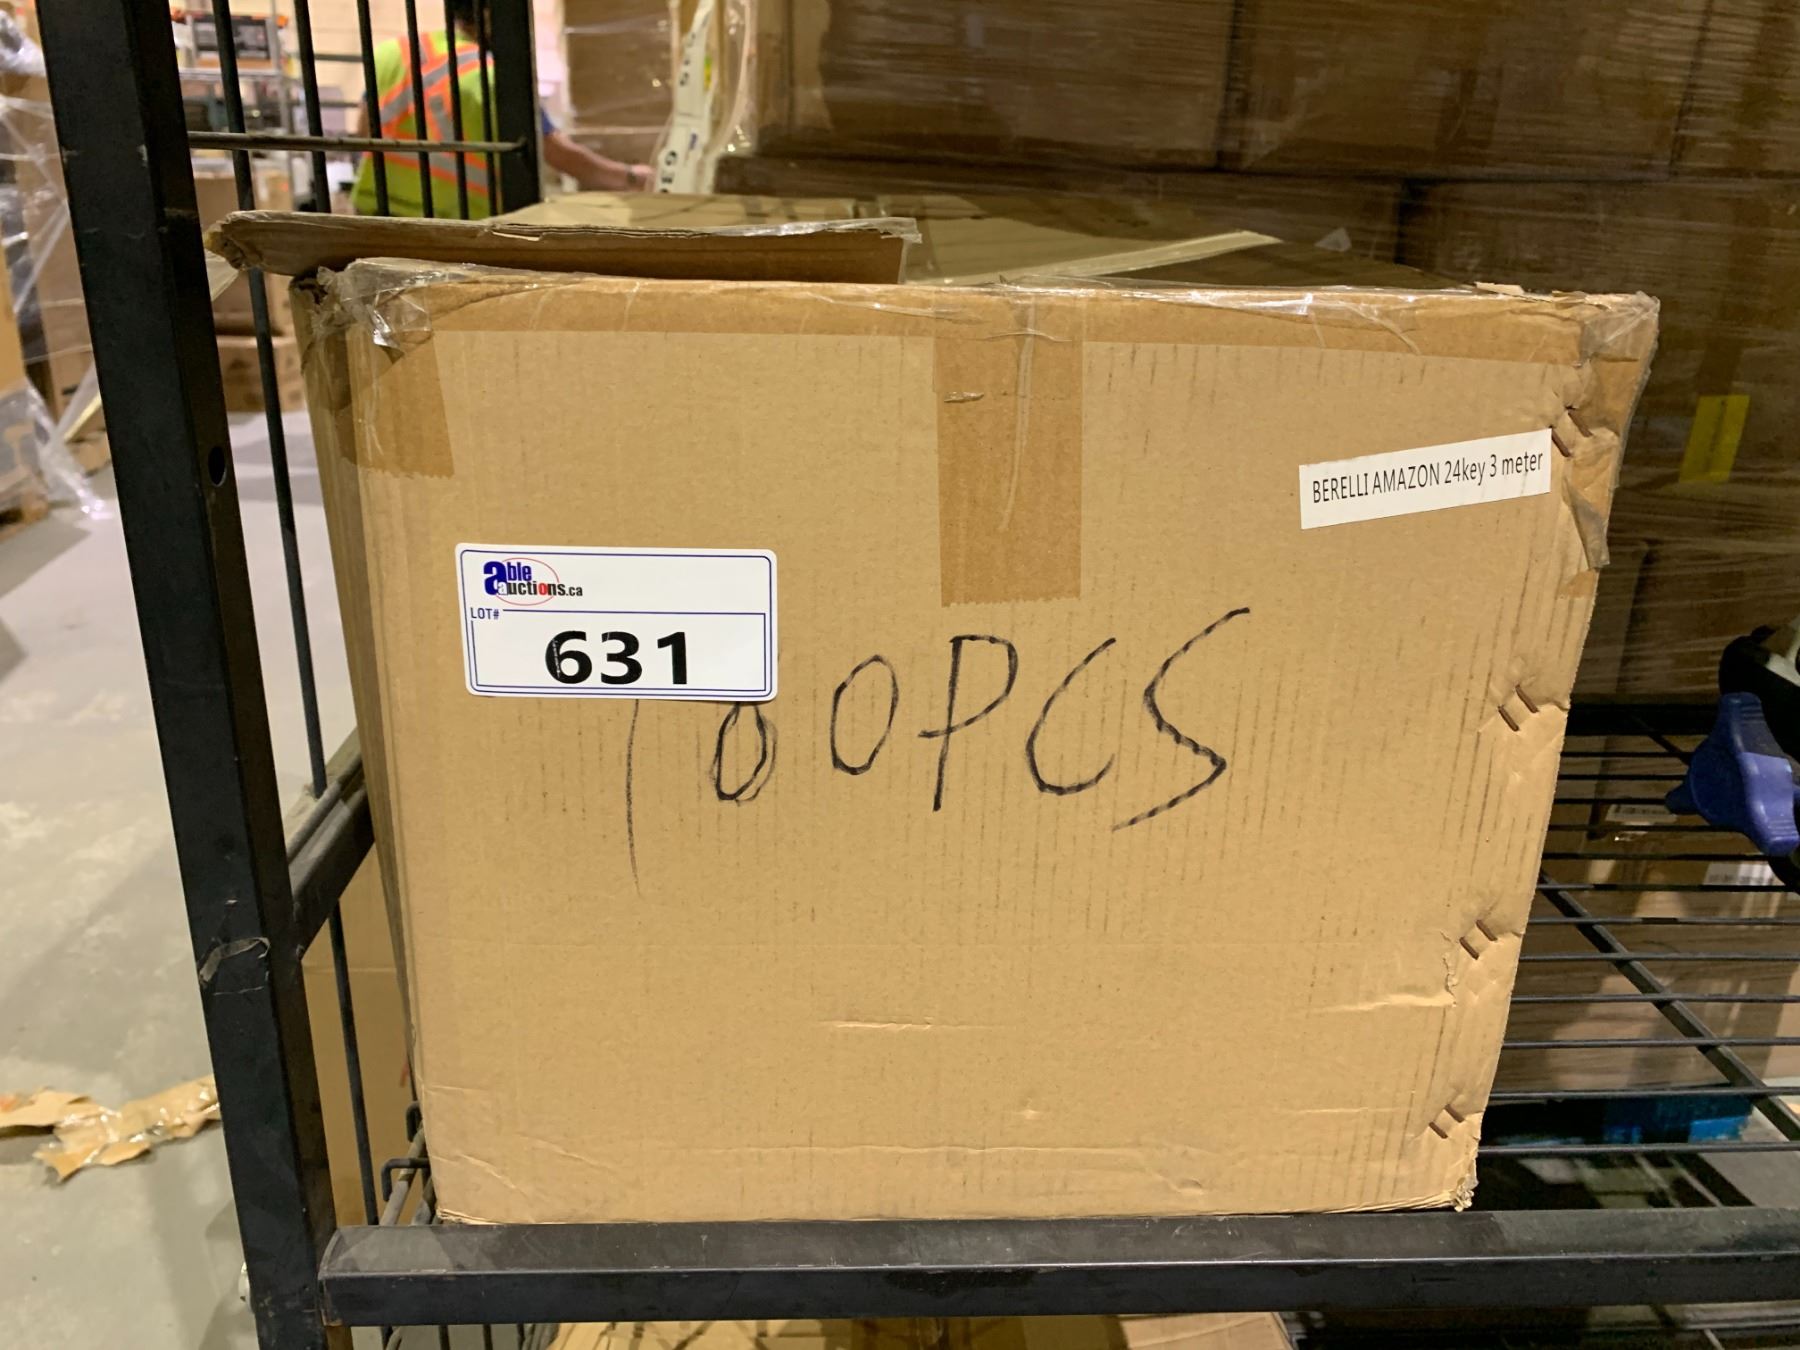 BERELLI AMAZON 24key 3 meter
able auctions.ca
LOT#
631
100PCS